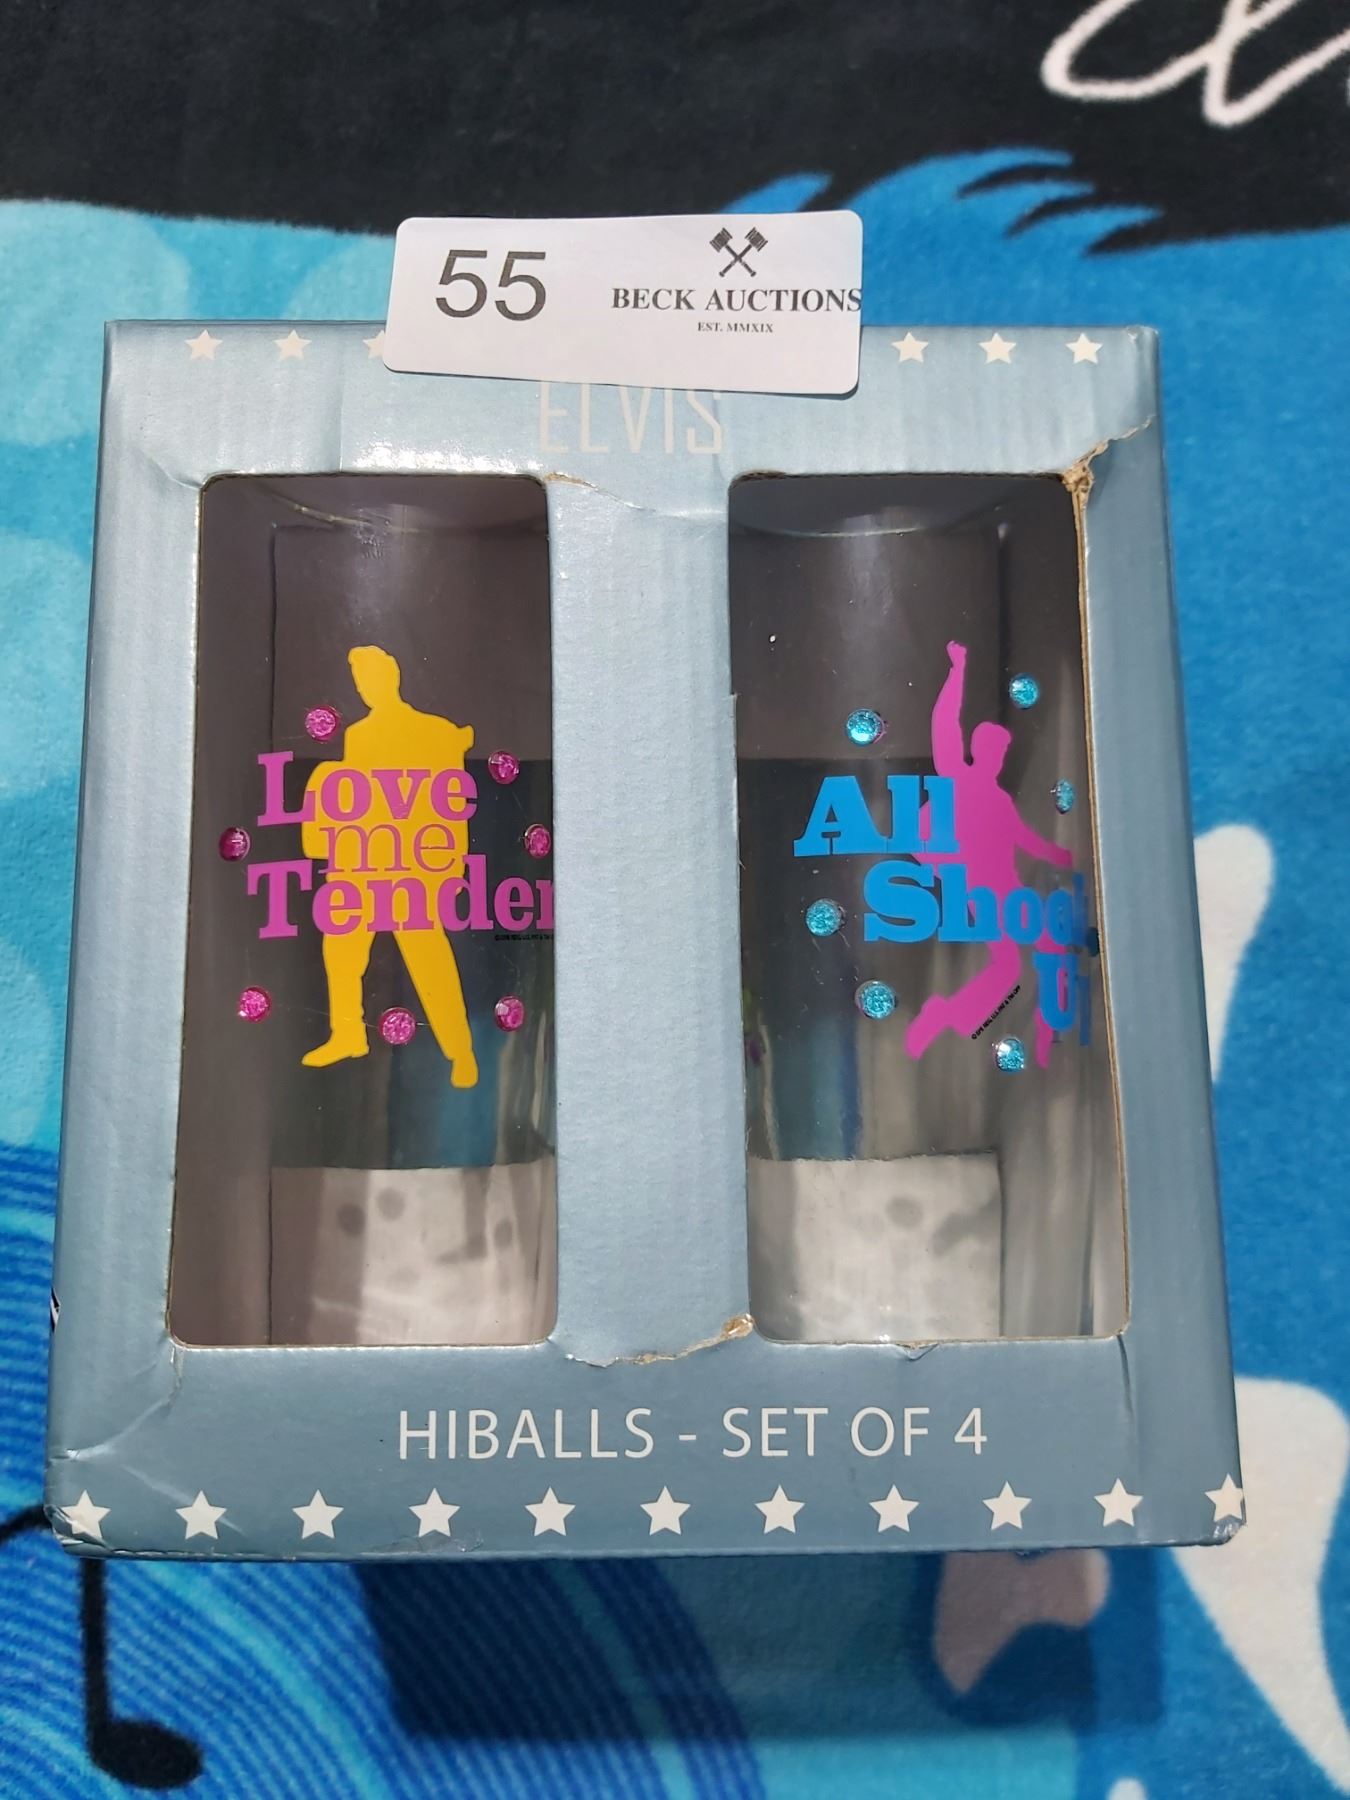 55
BECK AUCTIONS
EST. MMXIX
ELVIS
Love
me
Tender
All
Shook
Up
HIBALLS - SET OF 4